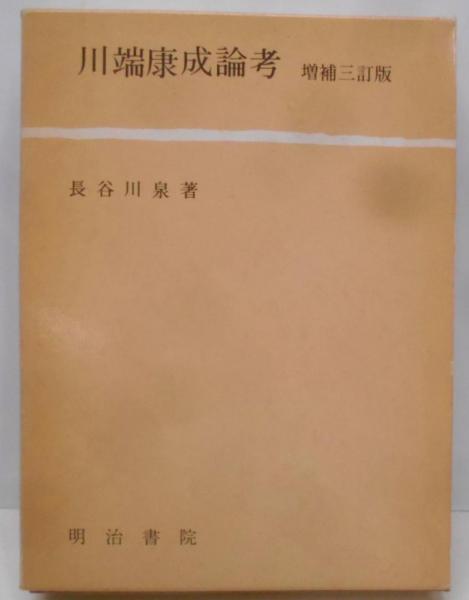 川端康成論考 増補三訂版
長谷川泉著
明治書院